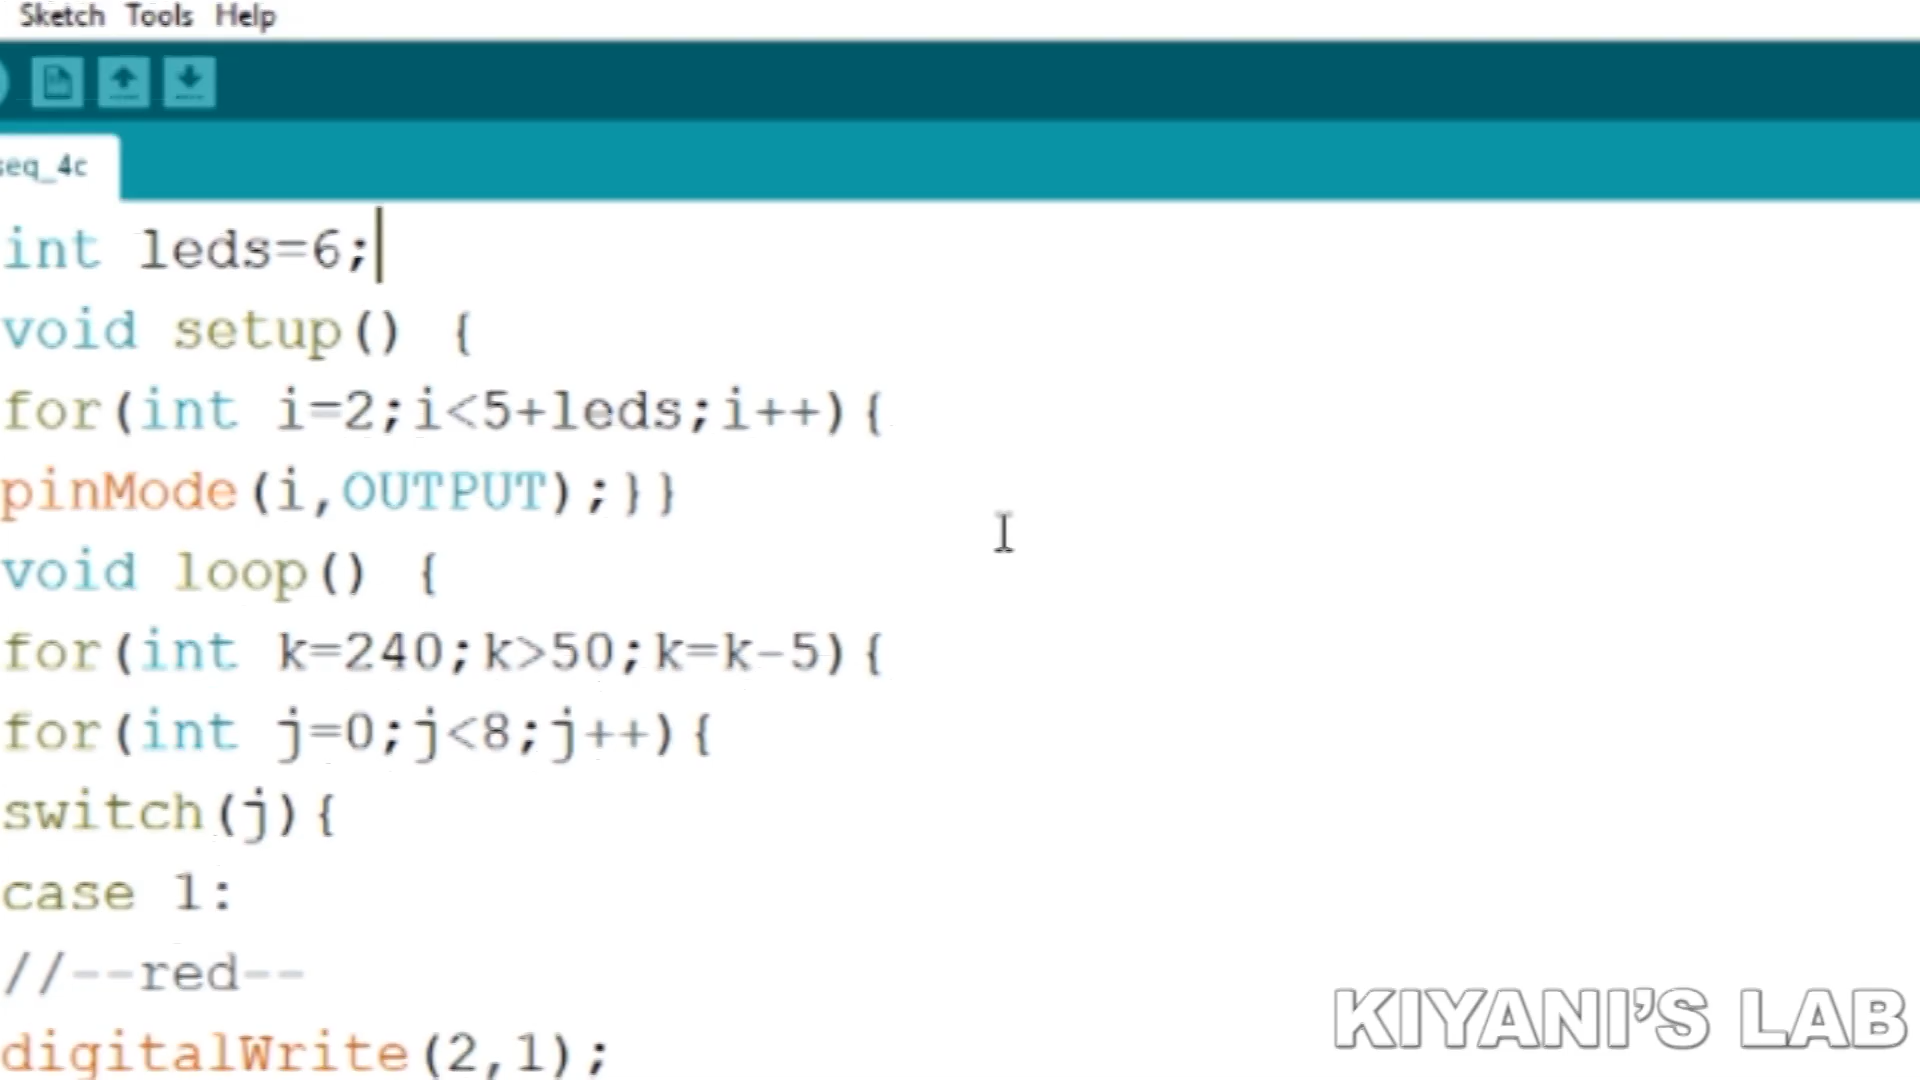 Sketch Tools Help
seq_4c
int leds=6;
void setup() {
for(int i=2;i<5+leds;i++){
pinMode(i,OUTPUT);}}
void loop() {
for(int k=240;k>50;k=k-5){
for(int j=0;j<8;j++){
switch(j){
case 1:
//--red--
digitalWrite(2,1);
KIYANI'S LAB